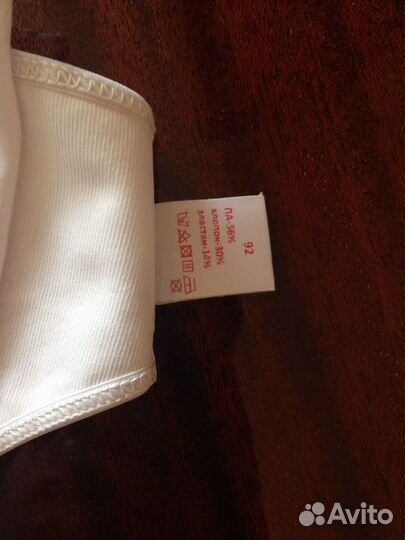 92
ПА-56%
хлопок-30%
эластан-14%
Avito